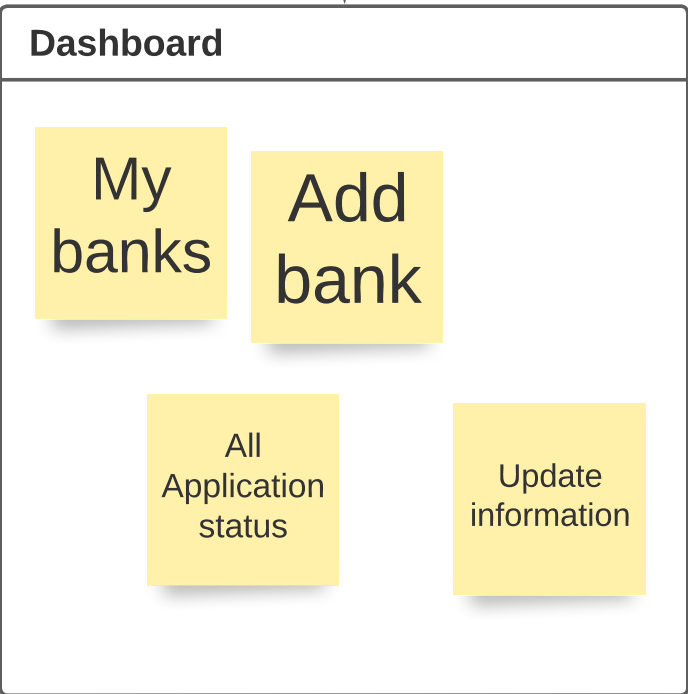 Dashboard
My
banks
Add
bank
All
Application
status
Update
information